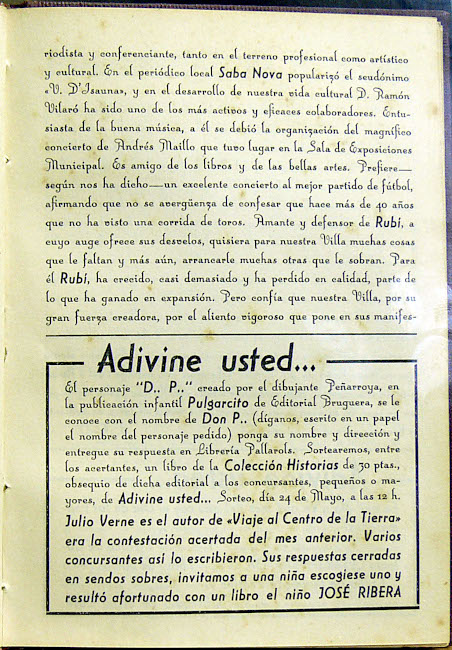 riodista y conferenciante, tanto en el terreno profesional como artístico
y cultural. En el periódico local Saba Nova popularizó el seudónimo
«V. D'Isauna», y en el desarrollo de nuestra vida cultural D. Ramón
Vilaró ha sido uno de los más activos y eficaces colaboradores. Entu-
siasta de la buena música, a él se debió la organización del magnífico
concierto de Andrés Maillo que tuvo lugar en la Sala de Exposiciones
Municipal. Es amigo de los libros y de las bellas artes. Prefiere—
según nos ha dicho—un excelente concierto al mejor partido de fútbol,
afirmando que no se avergüenza de confesar que hace más de 40 años
que no ha visto una corrida de toros. Amante y defensor de Rubí, a
cuyo auge ofrece sus desvelos, quisiera para nuestra Villa muchas cosas
que le faltan y más aún, arrancarle muchas otras que le sobran. Para
él Rubí, ha crecido, casi demasiado y ha perdido en calidad, parte de
lo que ha ganado en expansión. Pero confía que nuestra Villa, por su
gran fuerza creadora, por el aliento vigoroso que pone en sus manifes-
Adivine usted...
El personaje "D.. P.." creado por el dibujante Peñarroya, en
la publicación infantil Pulgarcito de Editorial Bruguera, se le
conoce con el nombre de Don P.. (díganos, escrito en un papel
el nombre del personaje pedido) ponga su nombre y dirección y
entregue su respuesta en Librería Pallarols. Sortearemos, entre
los acertantes, un libro de la Colección Historias de 30 ptas.,
obsequio de dicha editorial a los concursantes, pequeños o ma-
yores, de Adivine usted... Sorteo, día 24 de Mayo, a las 12 h.
Julio Verne es el autor de «Viaje al Centro de la Tierra»
era la contestación acertada del mes anterior. Varios
concursantes así lo escribieron. Sus respuestas cerradas
en sendos sobres, invitamos a una niña escogiese uno y
resultó afortunado con un libro el niño JOSÉ RIBERA